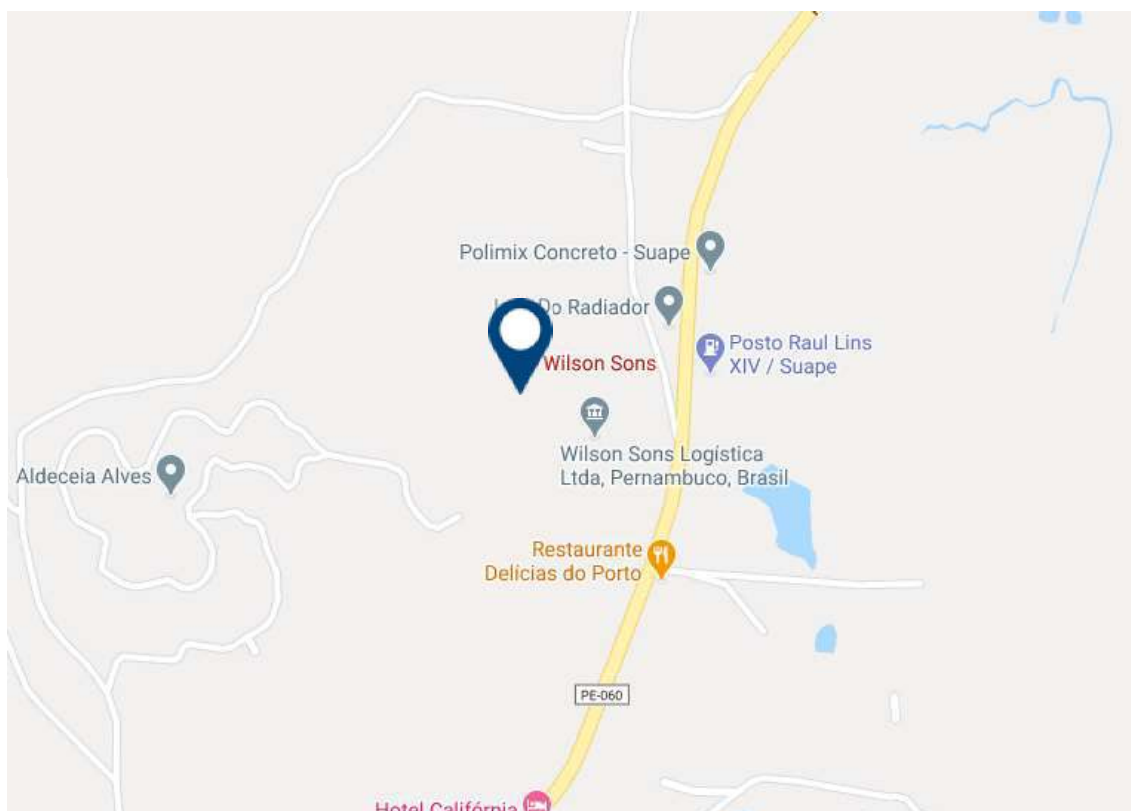 Polimix Concreto - Suape
Do Radiador
Wilson Sons
Posto Raul Lins
XIV / Suape
Wilson Sons Logística
Ltda, Pernambuco, Brasil
Aldeceia Alves
Restaurante
Delícias do Porto
PE-060
Hotel Califórnia